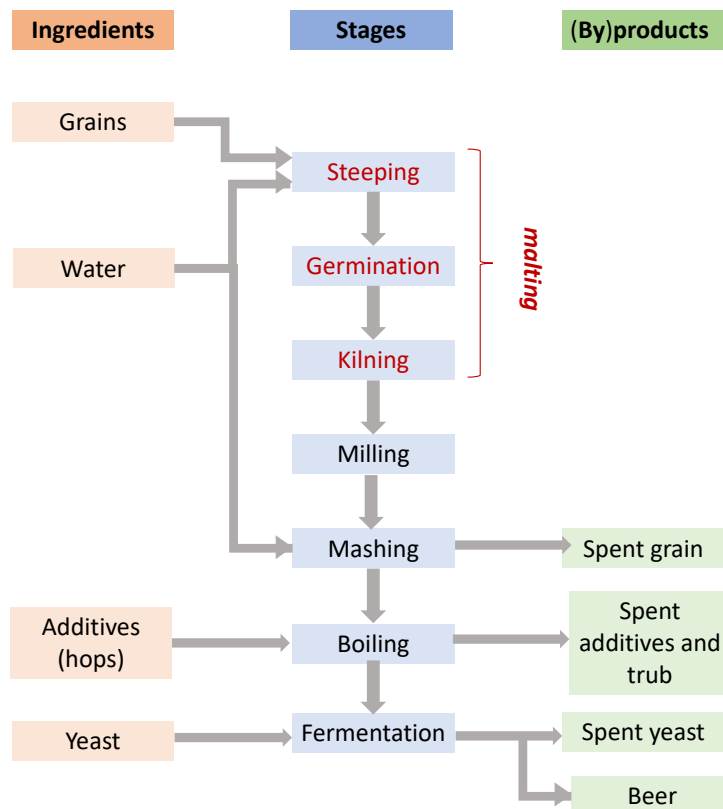 Ingredients
Stages
(By)products
Grains
Steeping
Water
Germination
malting
Kilning
Milling
Mashing
Spent grain
Additives
(hops)
Boiling
Spent
additives and
trub
Yeast
Fermentation
Spent yeast
Beer